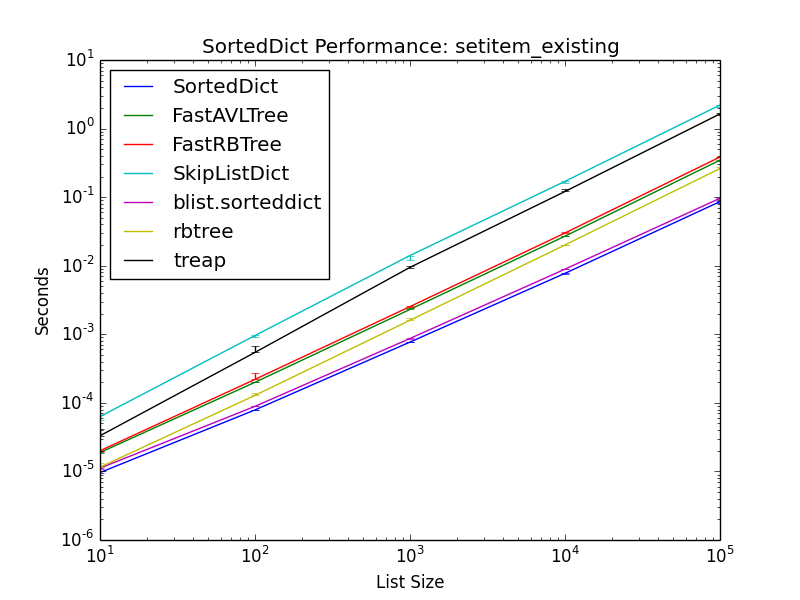 SortedDict Performance: setitem_existing
10^1
10^0
10^-1
10^-2
10^-3
10^-4
10^-5
10^-6
Seconds
SortedDict
FastAVLTree
FastRBTree
SkipListDict
blist.sorteddict
rbtree
treap
10^1 10^2 10^3 10^4 10^5
List Size